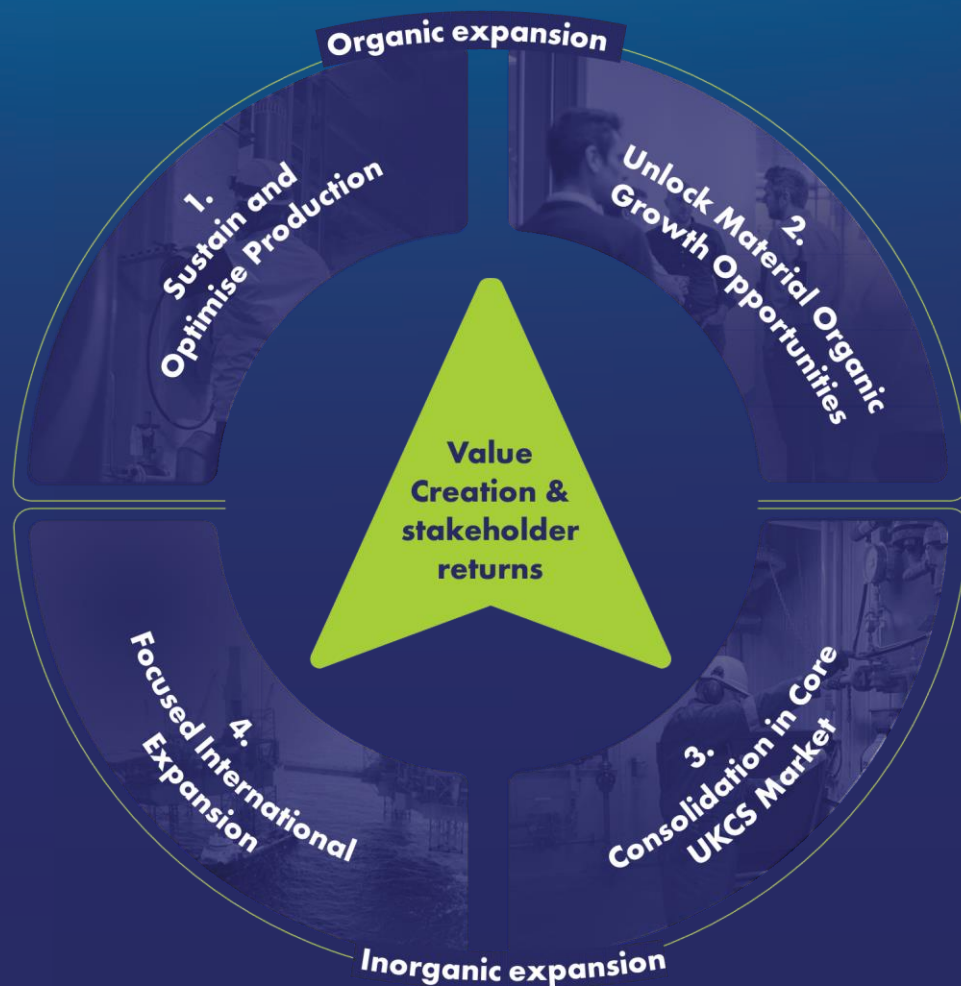 Organic expansion
1.
Sustain and
Optimise Production
2.
Unlock Material Organic
Growth Opportunities
Value
Creation &
stakeholder
returns
3.
Consolidation in Core
UKCS Market
4.
Focused International
Expansion
Inorganic expansion